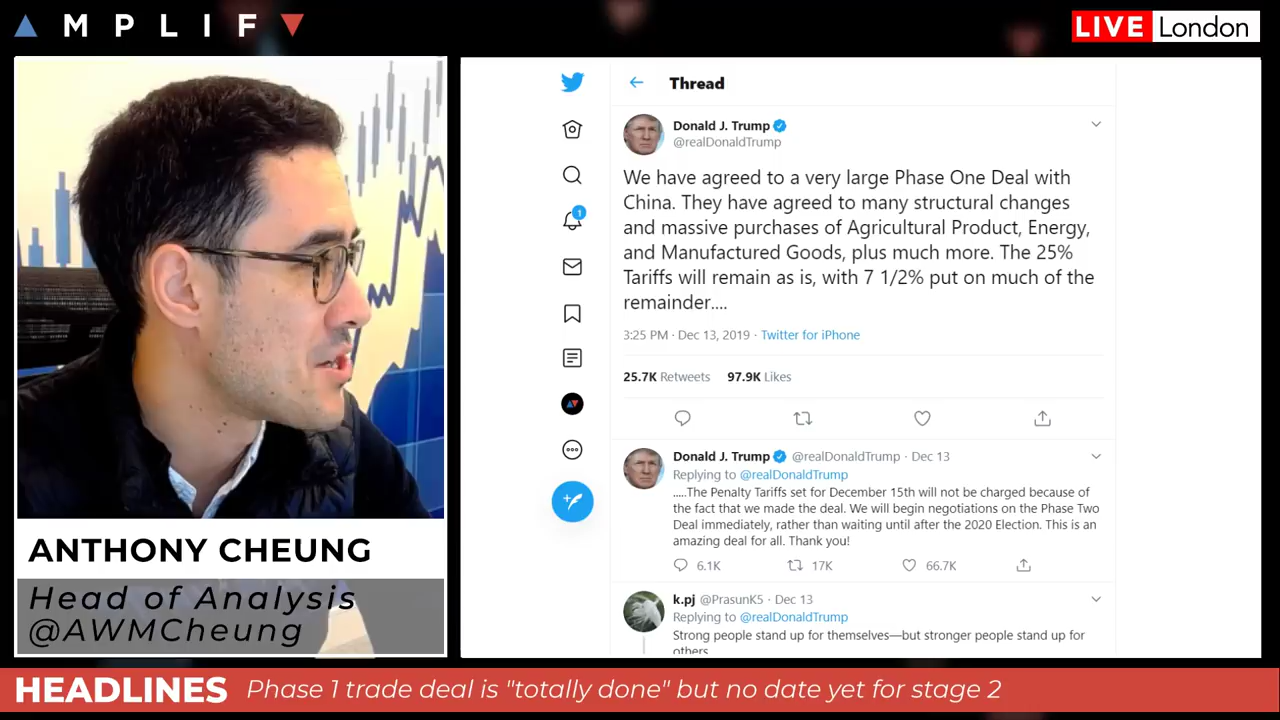 MPLIF
LIVE London
Thread
Donald J. Trump
@realDonaldTrump
We have agreed to a very large Phase One Deal with
China. They have agreed to many structural changes
and massive purchases of Agricultural Product, Energy,
and Manufactured Goods, plus much more. The 25%
Tariffs will remain as is, with 7 1/2% put on much of the
remainder....
3:25 PM · Dec 13, 2019 · Twitter for iPhone
25.7K Retweets 97.9K Likes
Donald J. Trump @realDonaldTrump · Dec 13
Replying to @realDonaldTrump
.....The Penalty Tariffs set for December 15th will not be charged because of
the fact that we made the deal. We will begin negotiations on the Phase Two
Deal immediately, rather than waiting until after the 2020 Election. This is an
amazing deal for all. Thank you!
6.1K 17K 66.7K
k.pj @PrasunK5 · Dec 13
Replying to @realDonaldTrump
Strong people stand up for themselves—but stronger people stand up for
others
1
ANTHONY CHEUNG
Head of Analysis
@AWMCheung
HEADLINES Phase 1 trade deal is "totally done" but no date yet for stage 2